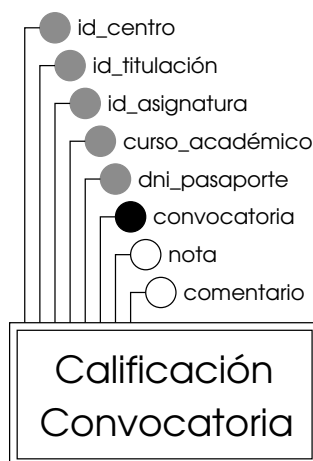 id_centro
id_titulación
id_asignatura
curso_académico
dni_pasaporte
convocatoria
nota
comentario
Calificación
Convocatoria